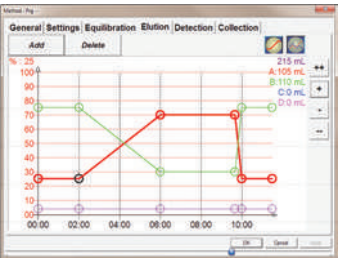 Method - Prg ---
General Settings Equilibration Elution Detection Collection
Add Delete
% : 25
215 mL
A:105 mL
B:110 mL
C:0 mL
D:0 mL
100
90
80
70
60
50
40
30
20
10
00
00:00 02:00 04:00 06:00 08:00 10:00
++
+
-
--
OK Cancel